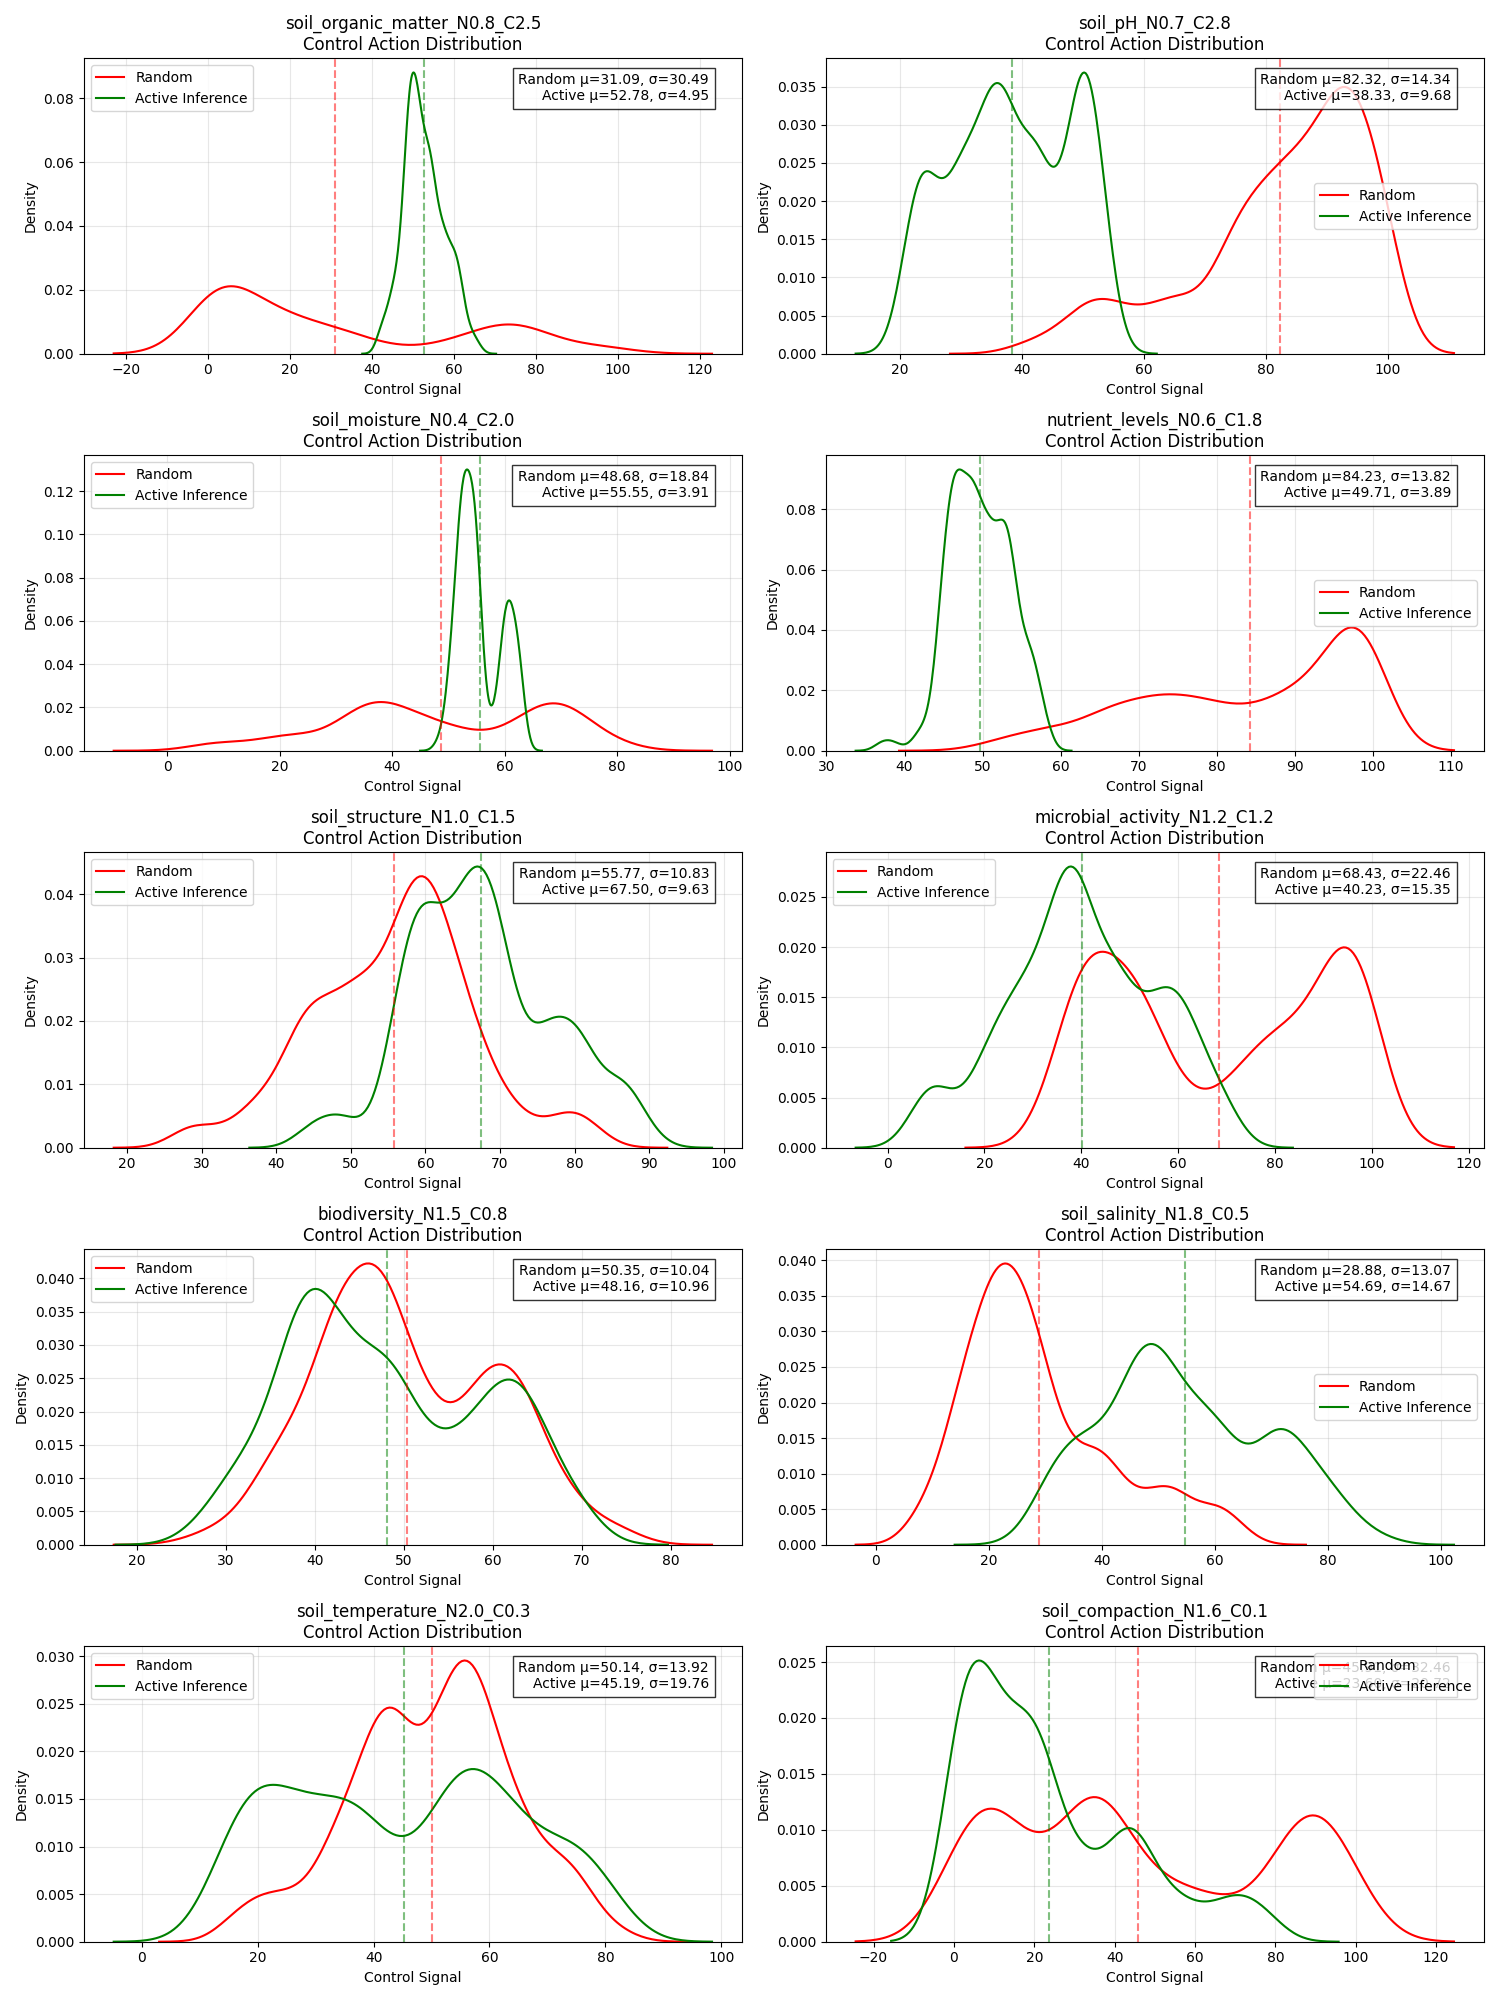 soil_organic_matter_N0.8_C2.5
Control Action Distribution
Random
Active Inference
Random μ=31.09, σ=30.49
Active μ=52.78, σ=4.95
0.08
0.06
0.04
0.02
0.00
Density
−20 0 20 40 60 80 100 120
Control Signal
soil_pH_N0.7_C2.8
Control Action Distribution
Random μ=82.32, σ=14.34
Active μ=38.33, σ=9.68
Random
Active Inference
0.035
0.030
0.025
0.020
0.015
0.010
0.005
0.000
Density
20 40 60 80 100
Control Signal
soil_moisture_N0.4_C2.0
Control Action Distribution
Random
Active Inference
Random μ=48.68, σ=18.84
Active μ=55.55, σ=3.91
0.12
0.10
0.08
0.06
0.04
0.02
0.00
Density
0 20 40 60 80 100
Control Signal
nutrient_levels_N0.6_C1.8
Control Action Distribution
Random μ=84.23, σ=13.82
Active μ=49.71, σ=3.89
Random
Active Inference
0.08
0.06
0.04
0.02
0.00
Density
30 40 50 60 70 80 90 100 110
Control Signal
soil_structure_N1.0_C1.5
Control Action Distribution
Random
Active Inference
Random μ=55.77, σ=10.83
Active μ=67.50, σ=9.63
0.04
0.03
0.02
0.01
0.00
Density
20 30 40 50 60 70 80 90 100
Control Signal
microbial_activity_N1.2_C1.2
Control Action Distribution
Random
Active Inference
Random μ=68.43, σ=22.46
Active μ=40.23, σ=15.35
0.025
0.020
0.015
0.010
0.005
0.000
Density
0 20 40 60 80 100 120
Control Signal
biodiversity_N1.5_C0.8
Control Action Distribution
Random
Active Inference
Random μ=50.35, σ=10.04
Active μ=48.16, σ=10.96
0.040
0.035
0.030
0.025
0.020
0.015
0.010
0.005
0.000
Density
20 30 40 50 60 70 80
Control Signal
soil_salinity_N1.8_C0.5
Control Action Distribution
Random μ=28.88, σ=13.07
Active μ=54.69, σ=14.67
Random
Active Inference
0.040
0.035
0.030
0.025
0.020
0.015
0.010
0.005
0.000
Density
0 20 40 60 80 100
Control Signal
soil_temperature_N2.0_C0.3
Control Action Distribution
Random
Active Inference
Random μ=50.14, σ=13.92
Active μ=45.19, σ=19.76
0.030
0.025
0.020
0.015
0.010
0.005
0.000
Density
0 20 40 60 80 100
Control Signal
soil_compaction_N1.6_C0.1
Control Action Distribution
Random
Active
Random
Active Inference
0.025
0.020
0.015
0.010
0.005
0.000
Density
−20 0 20 40 60 80 100 120
Control Signal